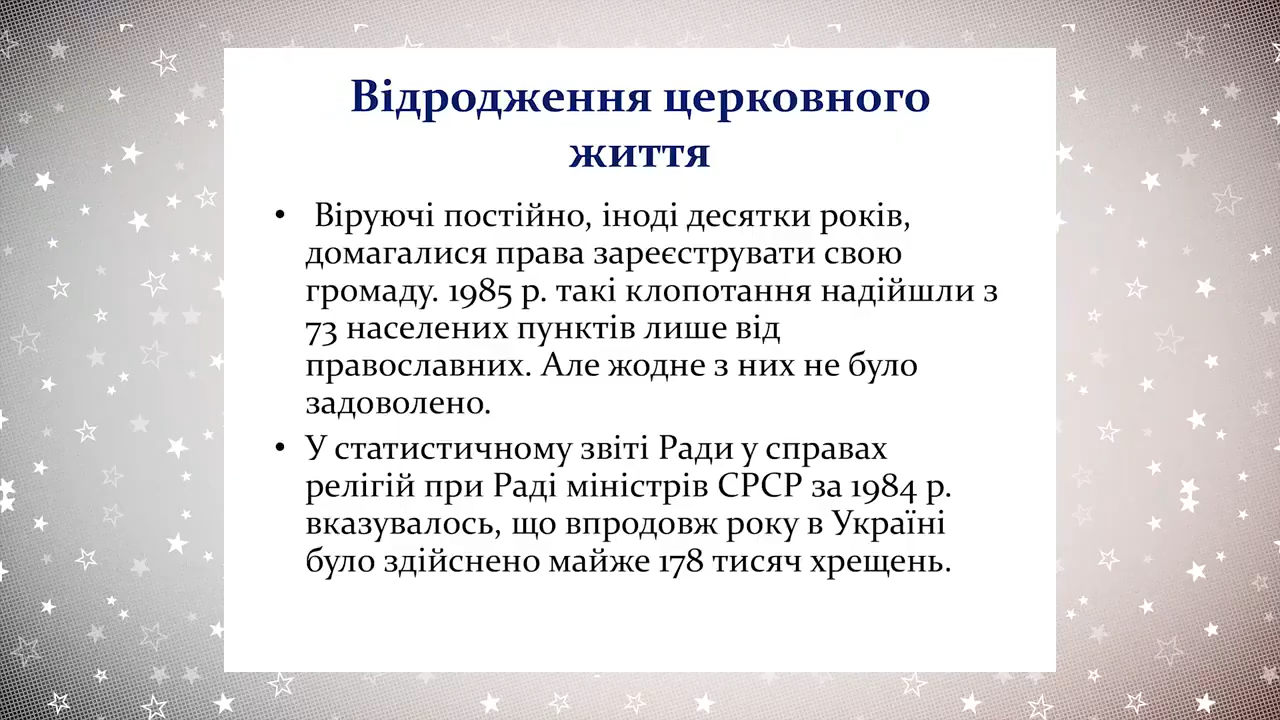 Відродження церковного
життя
• Віруючі постійно, іноді десятки років,
домагалися права зареєструвати свою
громаду. 1985 р. такі клопотання надійшли з
73 населених пунктів лише від
православних. Але жодне з них не було
задоволено.
• У статистичному звіті Ради у справах
релігій при Раді міністрів СРСР за 1984 р.
вказувалось, що впродовж року в Україні
було здійснено майже 178 тисяч хрещень.